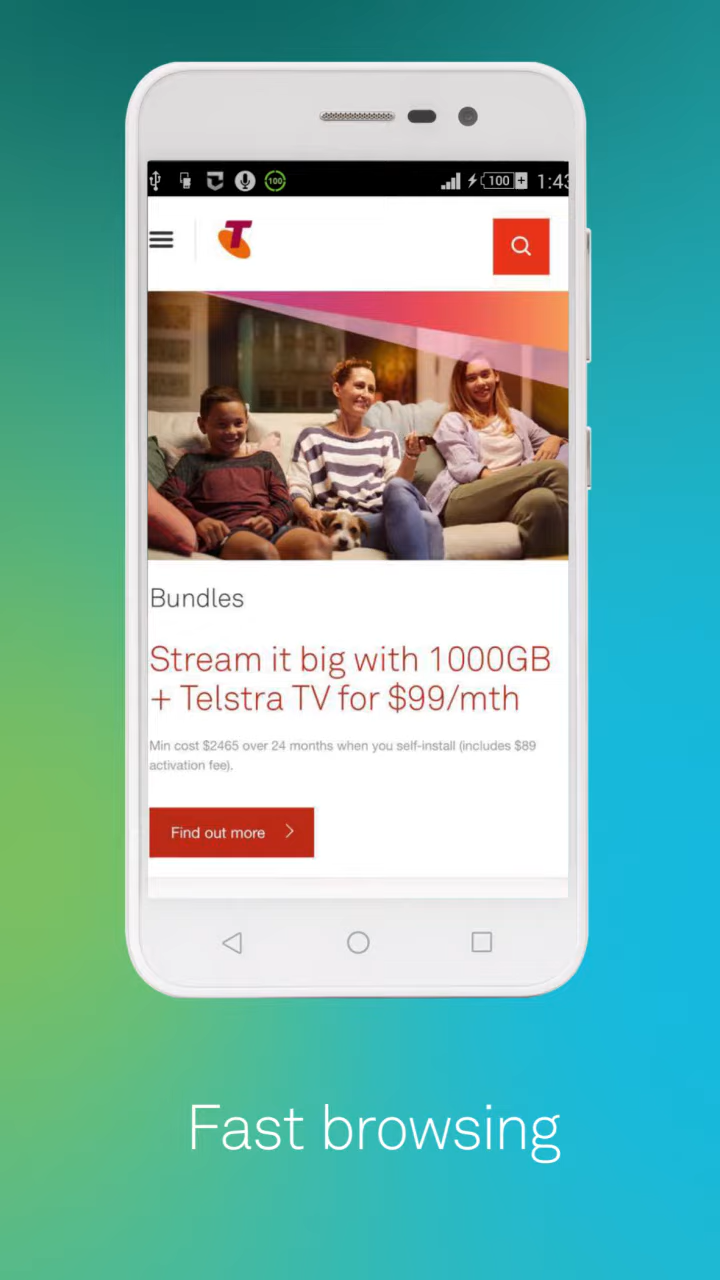 100
100
1:43
T
Bundles
Stream it big with 1000GB
+ Telstra TV for $99/mth
Min cost $2465 over 24 months when you self-install (includes $89
activation fee).
Find out more
Fast browsing